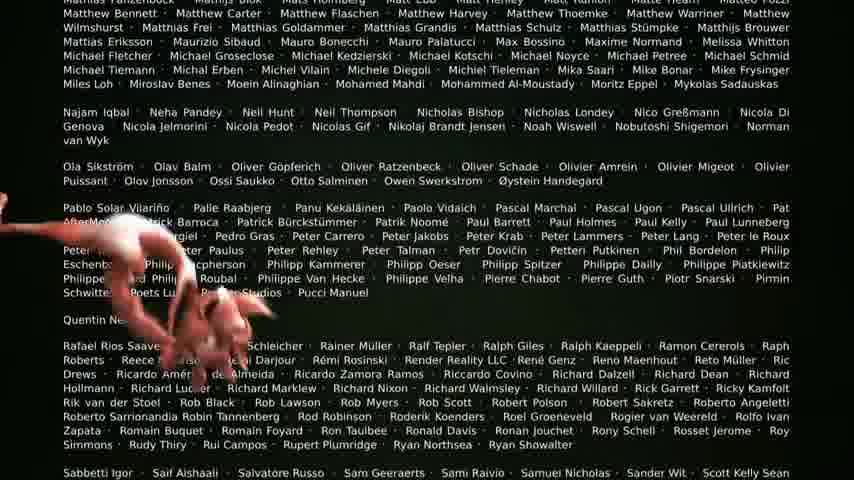 Matthew Bennett · Matthew Carter · Matthew Flaschen · Matthew Harvey · Matthew Thoemke · Matthew Warriner · Matthew
Wilmshurst · Matthias Frei · Matthias Goldammer · Matthias Grandis · Matthias Schulz · Matthias Stümpke · Matthijs Brouwer
Mattias Eriksson · Maurizio Sibaud · Mauro Bonecchi · Mauro Palatucci · Max Bossino · Maxime Normand · Melissa Whitton
Michael Fletcher · Michael Groseclose · Michael Kedzierski · Michael Kotschi · Michael Noyce · Michael Petree · Michael Schmid
Michael Tiemann · Michal Erben · Michel Vilain · Michele Diegoli · Michiel Tieleman · Mika Saari · Mike Bonar · Mike Frysinger
Miles Loh · Miroslav Benes · Moein Alinaghian · Mohamed Mahdi · Mohammed Al-Moustady · Moritz Eppel · Mykolas Sadauskas
Najam Iqbal · Neha Pandey · Neil Hunt · Neil Thompson · Nicholas Bishop · Nicholas Londey · Nico Greßmann · Nicola Di
Genova · Nicola Jelmorini · Nicola Pedot · Nicolas Gif · Nikolaj Brandt Jensen · Noah Wiswell · Nobutoshi Shigemori · Norman
van Wyk
Ola Sikström · Olav Balm · Oliver Göpferich · Oliver Ratzenbeck · Oliver Schade · Olivier Amrein · Olivier Migeot · Olivier
Puissant · Olov Jonsson · Ossi Saukko · Otto Salminen · Owen Swerkstrom · Øystein Handegard
Pablo Solar Vilariño · Palle Raabjerg · Panu Kekäläinen · Paolo Vidaich · Pascal Marchal · Pascal Ugon · Pascal Ullrich · Pat
Barroca · Patrick Bürckstümmer · Patrik Noomé · Paul Barrett · Paul Holmes · Paul Kelly · Paul Lunneberg
Pedro Gras · Peter Carrero · Peter Jakobs · Peter Krab · Peter Lammers · Peter Lang · Peter le Roux
Peter Paulus · Peter Rehley · Peter Talman · Petr Dovičín · Petteri Putkinen · Phil Bordelon · Philip
Philipp Kammerer · Philipp Oeser · Philipp Spitzer · Philippe Dailly · Philippe Piatkiewitz
Philippe Roubal · Philippe Van Hecke · Philippe Velha · Pierre Chabot · Pierre Guth · Piotr Snarski · Pirmin
Poets Studios · Pucci Manuel
Quentin
Rafael Rios Schleicher · Rainer Müller · Ralf Tepler · Ralph Giles · Ralph Kaeppeli · Ramon Cererols · Raph
Roberts · Reece Darjour · Rémi Rosinski · Render Reality LLC · René Genz · Reno Maenhout · Reto Müller · Ric
Drews · Ricardo de Almeida · Ricardo Zamora Ramos · Riccardo Covino · Richard Dalzell · Richard Dean · Richard
Hollmann · Richard · Richard Marklew · Richard Nixon · Richard Walmsley · Richard Willard · Rick Garrett · Ricky Kamfolt
Rik van der Stoel · Rob Black · Rob Lawson · Rob Myers · Rob Scott · Robert Polson · Robert Sakretz · Roberto Angeletti
Roberto Sarrionandia Robin Tannenberg · Rod Robinson · Roderik Koenders · Roel Groeneveld · Rogier van Weereld · Rolfo Ivan
Zapata · Romain Buquet · Romain Foyard · Ron Taulbee · Ronald Davis · Ronan Jouchet · Rony Schell · Rosset Jerome · Roy
Simmons · Rudy Thiry · Rui Campos · Rupert Plumridge · Ryan Northsea · Ryan Showalter
Sabbetti Igor · Saif Alshaali · Salvatore Russo · Sam Geeraerts · Sami Raivio · Samuel Nicholas · Sander Wit · Scott Kelly Sean